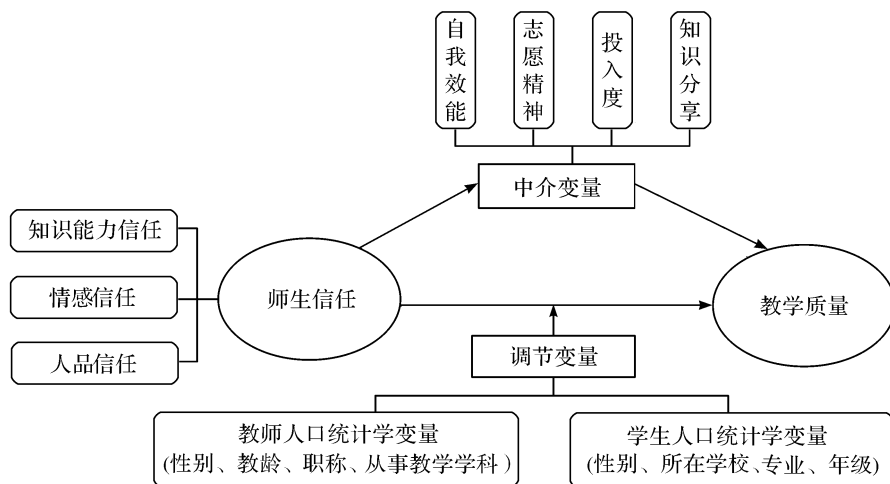 自我效能
志愿精神
投入度
知识分享
中介变量
知识能力信任
情感信任
人品信任
师生信任
教学质量
调节变量
教师人口统计学变量
(性别、教龄、职称、从事教学学科)
学生人口统计学变量
(性别、所在学校、专业、年级)